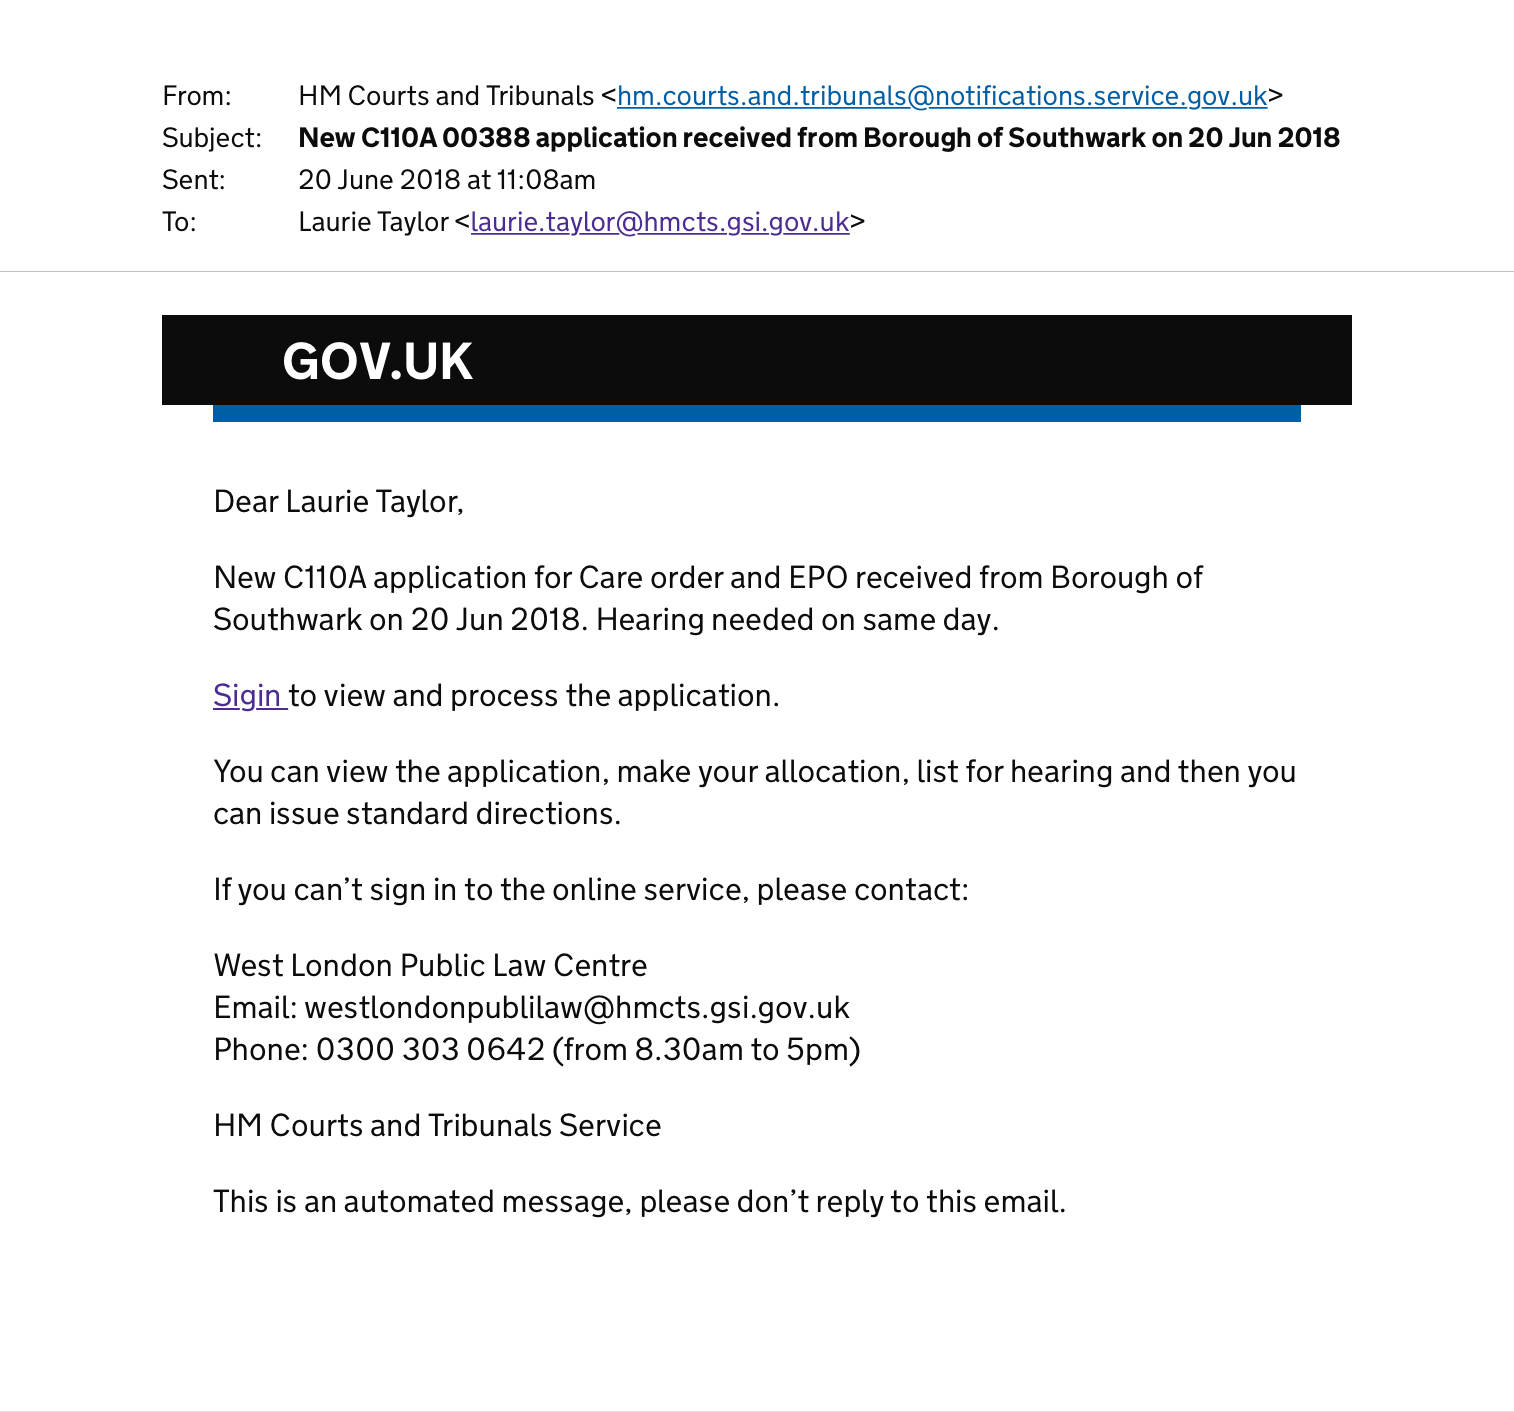 From: HM Courts and Tribunals <hm.courts.and.tribunals@notifications.service.gov.uk>
Subject: New C110A 00388 application received from Borough of Southwark on 20 Jun 2018
Sent: 20 June 2018 at 11:08am
To: Laurie Taylor <laurie.taylor@hmcts.gsi.gov.uk>
GOV.UK
Dear Laurie Taylor,
New C110A application for Care order and EPO received from Borough of
Southwark on 20 Jun 2018. Hearing needed on same day.
Sigin to view and process the application.
You can view the application, make your allocation, list for hearing and then you
can issue standard directions.
If you can’t sign in to the online service, please contact:
West London Public Law Centre
Email: westlondonpublilaw@hmcts.gsi.gov.uk
Phone: 0300 303 0642 (from 8.30am to 5pm)
HM Courts and Tribunals Service
This is an automated message, please don’t reply to this email.